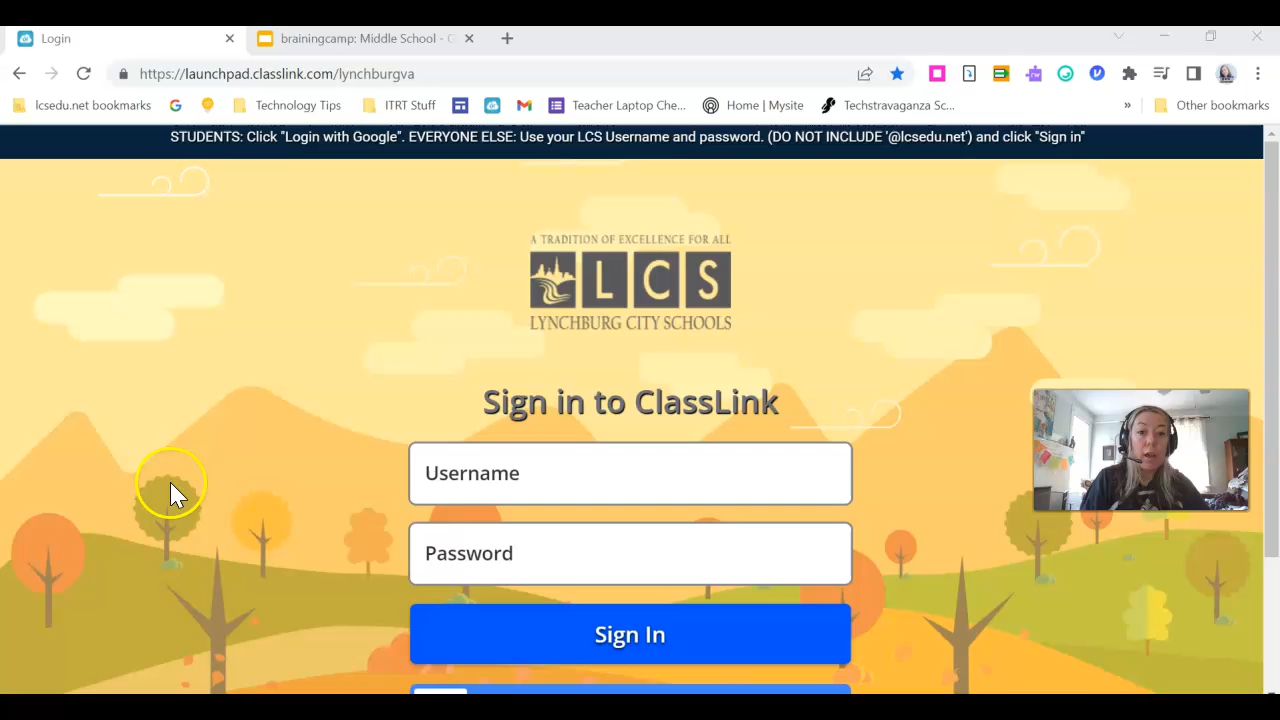 Login
brainingcamp: Middle School - G
https://launchpad.classlink.com/lynchburgva
lcsedu.net bookmarks
Technology Tips
ITRT Stuff
Teacher Laptop Che...
Home | Mysite
Techstravaganza Sc...
»
Other bookmarks
STUDENTS: Click "Login with Google". EVERYONE ELSE: Use your LCS Username and password. (DO NOT INCLUDE '@lcsedu.net') and click "Sign in"
A TRADITION OF EXCELLENCE FOR ALL
LCS
LYNCHBURG CITY SCHOOLS
Sign in to ClassLink
Username
Password
Sign In